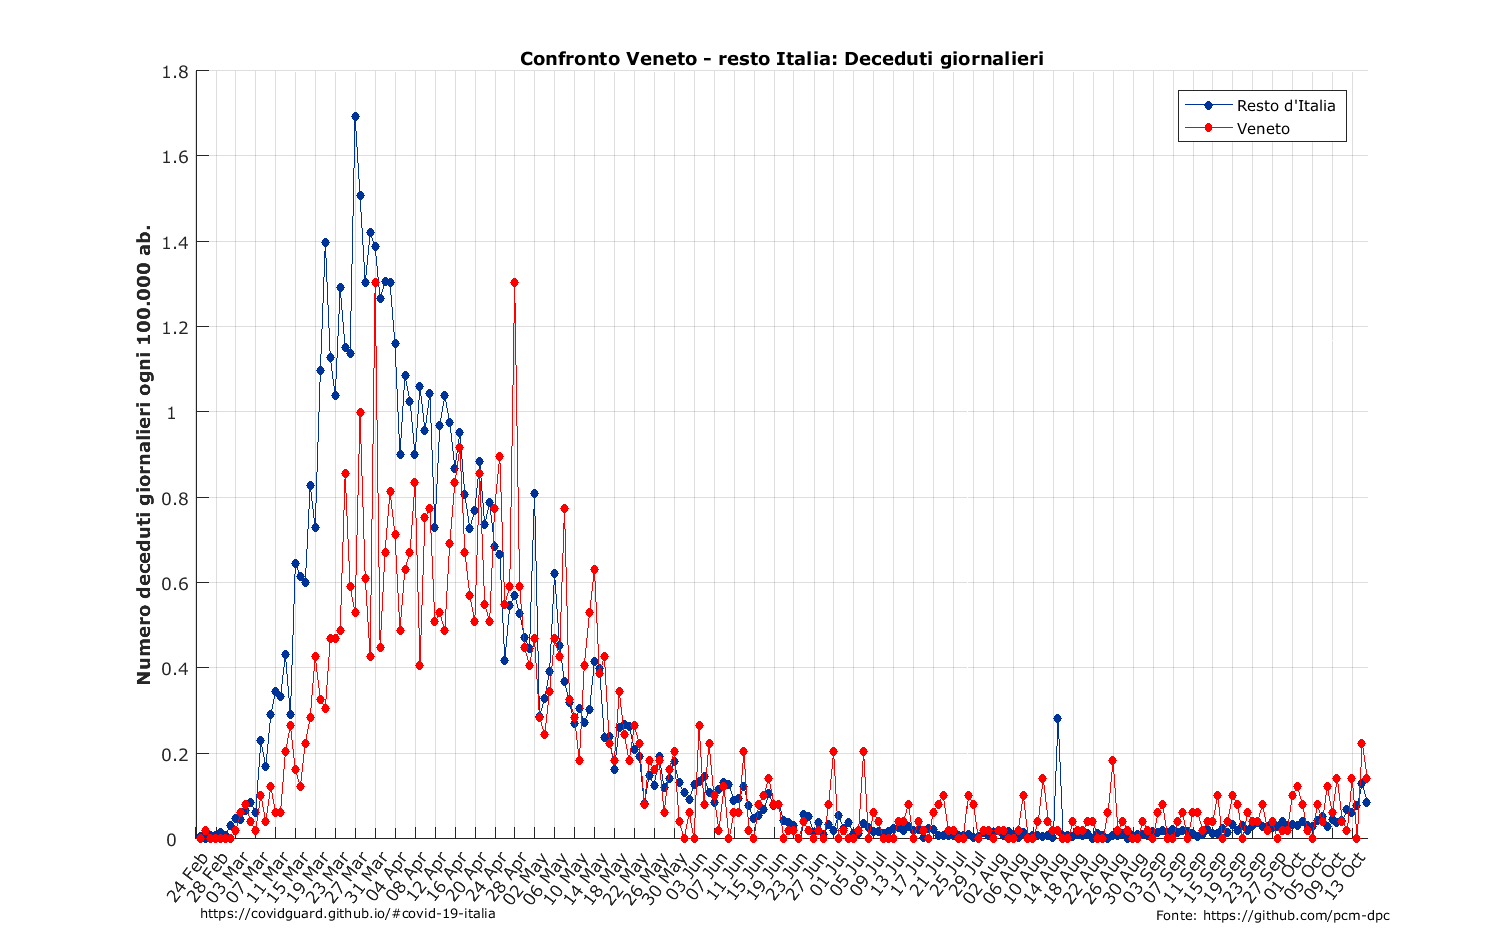 Confronto Veneto - resto Italia: Deceduti giornalieri
Resto d'Italia
Veneto
Numero deceduti giornalieri ogni 100.000 ab.
1.8
1.6
1.4
1.2
1
0.8
0.6
0.4
0.2
0
24 Feb
28 Feb
03 Mar
07 Mar
11 Mar
15 Mar
19 Mar
23 Mar
27 Mar
31 Mar
04 Apr
08 Apr
12 Apr
16 Apr
20 Apr
24 Apr
28 Apr
02 May
06 May
10 May
14 May
18 May
22 May
26 May
30 May
03 Jun
07 Jun
11 Jun
15 Jun
19 Jun
23 Jun
27 Jun
01 Jul
05 Jul
09 Jul
13 Jul
17 Jul
21 Jul
25 Jul
29 Jul
02 Aug
06 Aug
10 Aug
14 Aug
18 Aug
22 Aug
26 Aug
30 Aug
03 Sep
07 Sep
11 Sep
15 Sep
19 Sep
23 Sep
27 Sep
01 Oct
05 Oct
09 Oct
13 Oct
https://covidguard.github.io/#covid-19-italia
Fonte: https://github.com/pcm-dpc